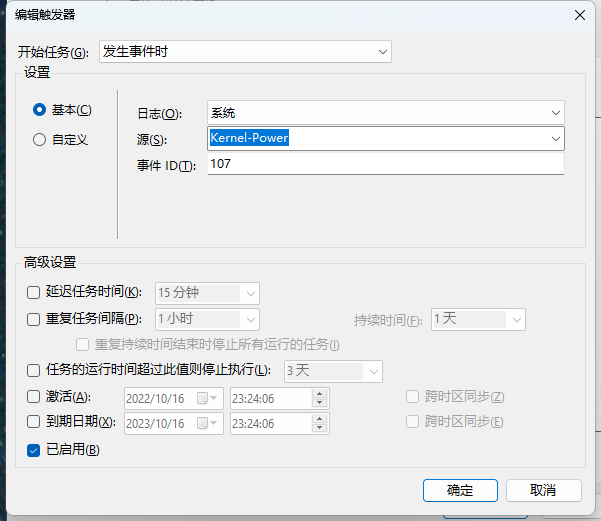 编辑触发器
开始任务(G): 发生事件时
设置
基本(C)
自定义
日志(O): 系统
源(S): Kernel-Power
事件 ID(T): 107
高级设置
延迟任务时间(K): 15 分钟
重复任务间隔(P): 1 小时 持续时间(F): 1 天
重复持续时间结束时停止所有运行的任务(I)
任务的运行时间超过此值则停止执行(L): 3 天
激活(A): 2022/10/16 23:24:06 跨时区同步(Z)
到期日期(X): 2023/10/16 23:24:06 跨时区同步(E)
已启用(B)
确定 取消